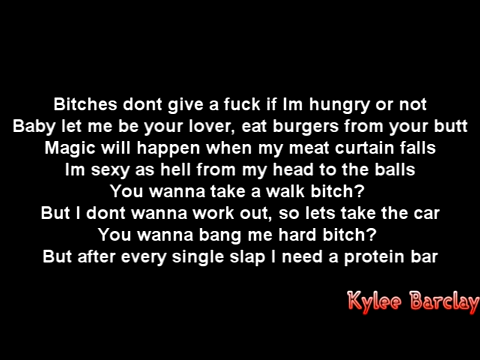 Bitches dont give a fuck if Im hungry or not
Baby let me be your lover, eat burgers from your butt
Magic will happen when my meat curtain falls
Im sexy as hell from my head to the balls
You wanna take a walk bitch?
But I dont wanna work out, so lets take the car
You wanna bang me hard bitch?
But after every single slap I need a protein bar
Kylee Barclay